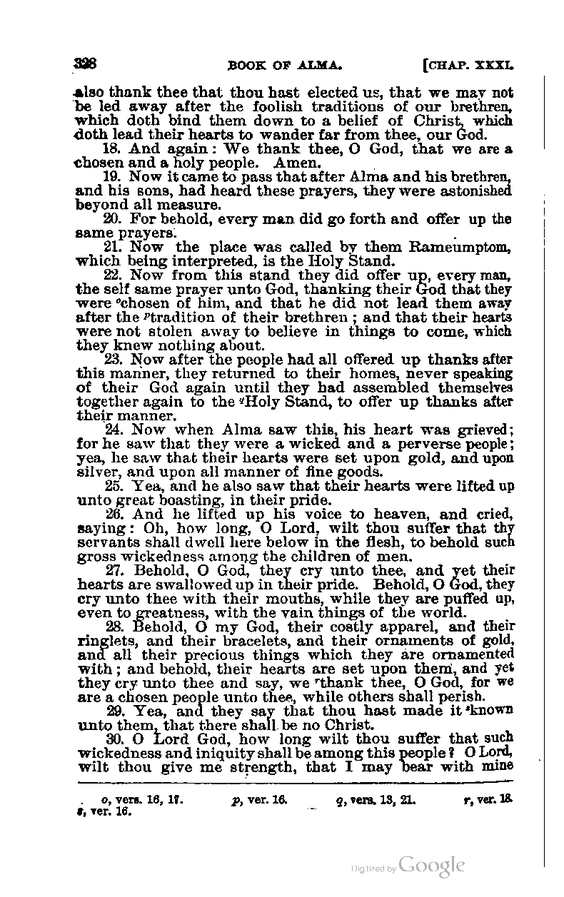 328 BOOK OF ALMA. [CHAP. XXXI.
also thank thee that thou hast elected us, that we may not
be led away after the foolish traditions of our brethren,
which doth bind them down to a belief of Christ, which
doth lead their hearts to wander far from thee, our God.
18. And again: We thank thee, O God, that we are a
chosen and a holy people. Amen.
19. Now it came to pass that after Alma and his brethren,
and his sons, had heard these prayers, they were astonished
beyond all measure.
20. For behold, every man did go forth and offer up the
same prayers.
21. Now the place was called by them Rameumptom,
which being interpreted, is the Holy Stand.
22. Now from this stand they did offer up, every man,
the self same prayer unto God, thanking their God that they
were ᵒchosen of him, and that he did not lead them away
after the ᵖtradition of their brethren; and that their hearts
were not stolen away to believe in things to come, which
they knew nothing about.
23. Now after the people had all offered up thanks after
this manner, they returned to their homes, never speaking
of their God again until they had assembled themselves
together again to the qHoly Stand, to offer up thanks after
their manner.
24. Now when Alma saw this, his heart was grieved;
for he saw that they were a wicked and a perverse people;
yea, he saw that their hearts were set upon gold, and upon
silver, and upon all manner of fine goods.
25. Yea, and he also saw that their hearts were lifted up
unto great boasting, in their pride.
26. And he lifted up his voice to heaven, and cried,
saying: Oh, how long, O Lord, wilt thou suffer that thy
servants shall dwell here below in the flesh, to behold such
gross wickedness among the children of men.
27. Behold, O God, they cry unto thee, and yet their
hearts are swallowed up in their pride. Behold, O God, they
cry unto thee with their mouths, while they are puffed up,
even to greatness, with the vain things of the world.
28. Behold, O my God, their costly apparel, and their
ringlets, and their bracelets, and their ornaments of gold,
and all their precious things which they are ornamented
with; and behold, their hearts are set upon them, and yet
they cry unto thee and say, we ʳthank thee, O God, for we
are a chosen people unto thee, while others shall perish.
29. Yea, and they say that thou hast made it ˢknown
unto them, that there shall be no Christ.
30. O Lord God, how long wilt thou suffer that such
wickedness and iniquity shall be among this people? O Lord,
wilt thou give me strength, that I may bear with mine
o, vers. 16, 17. p, ver. 16. q, vers. 13, 21. r, ver. 18.
s, ver. 16.
Digitized by Google